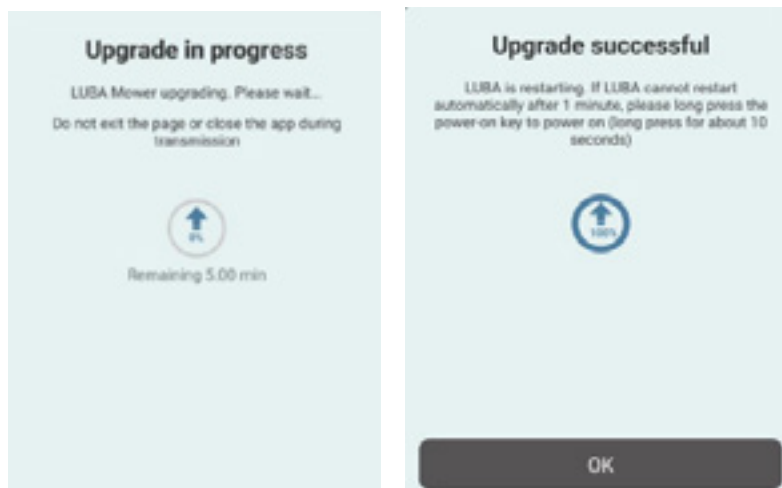 Upgrade in progress
LUBA Mower upgrading. Please wait...
Do not exit the page or close the app during
transmission
0%
Remaining 5.00 min
Upgrade successful
LUBA is restarting. If LUBA cannot restart
automatically after 1 minute, please long press the
power-on key to power on (long press for about 10
seconds)
100%
OK